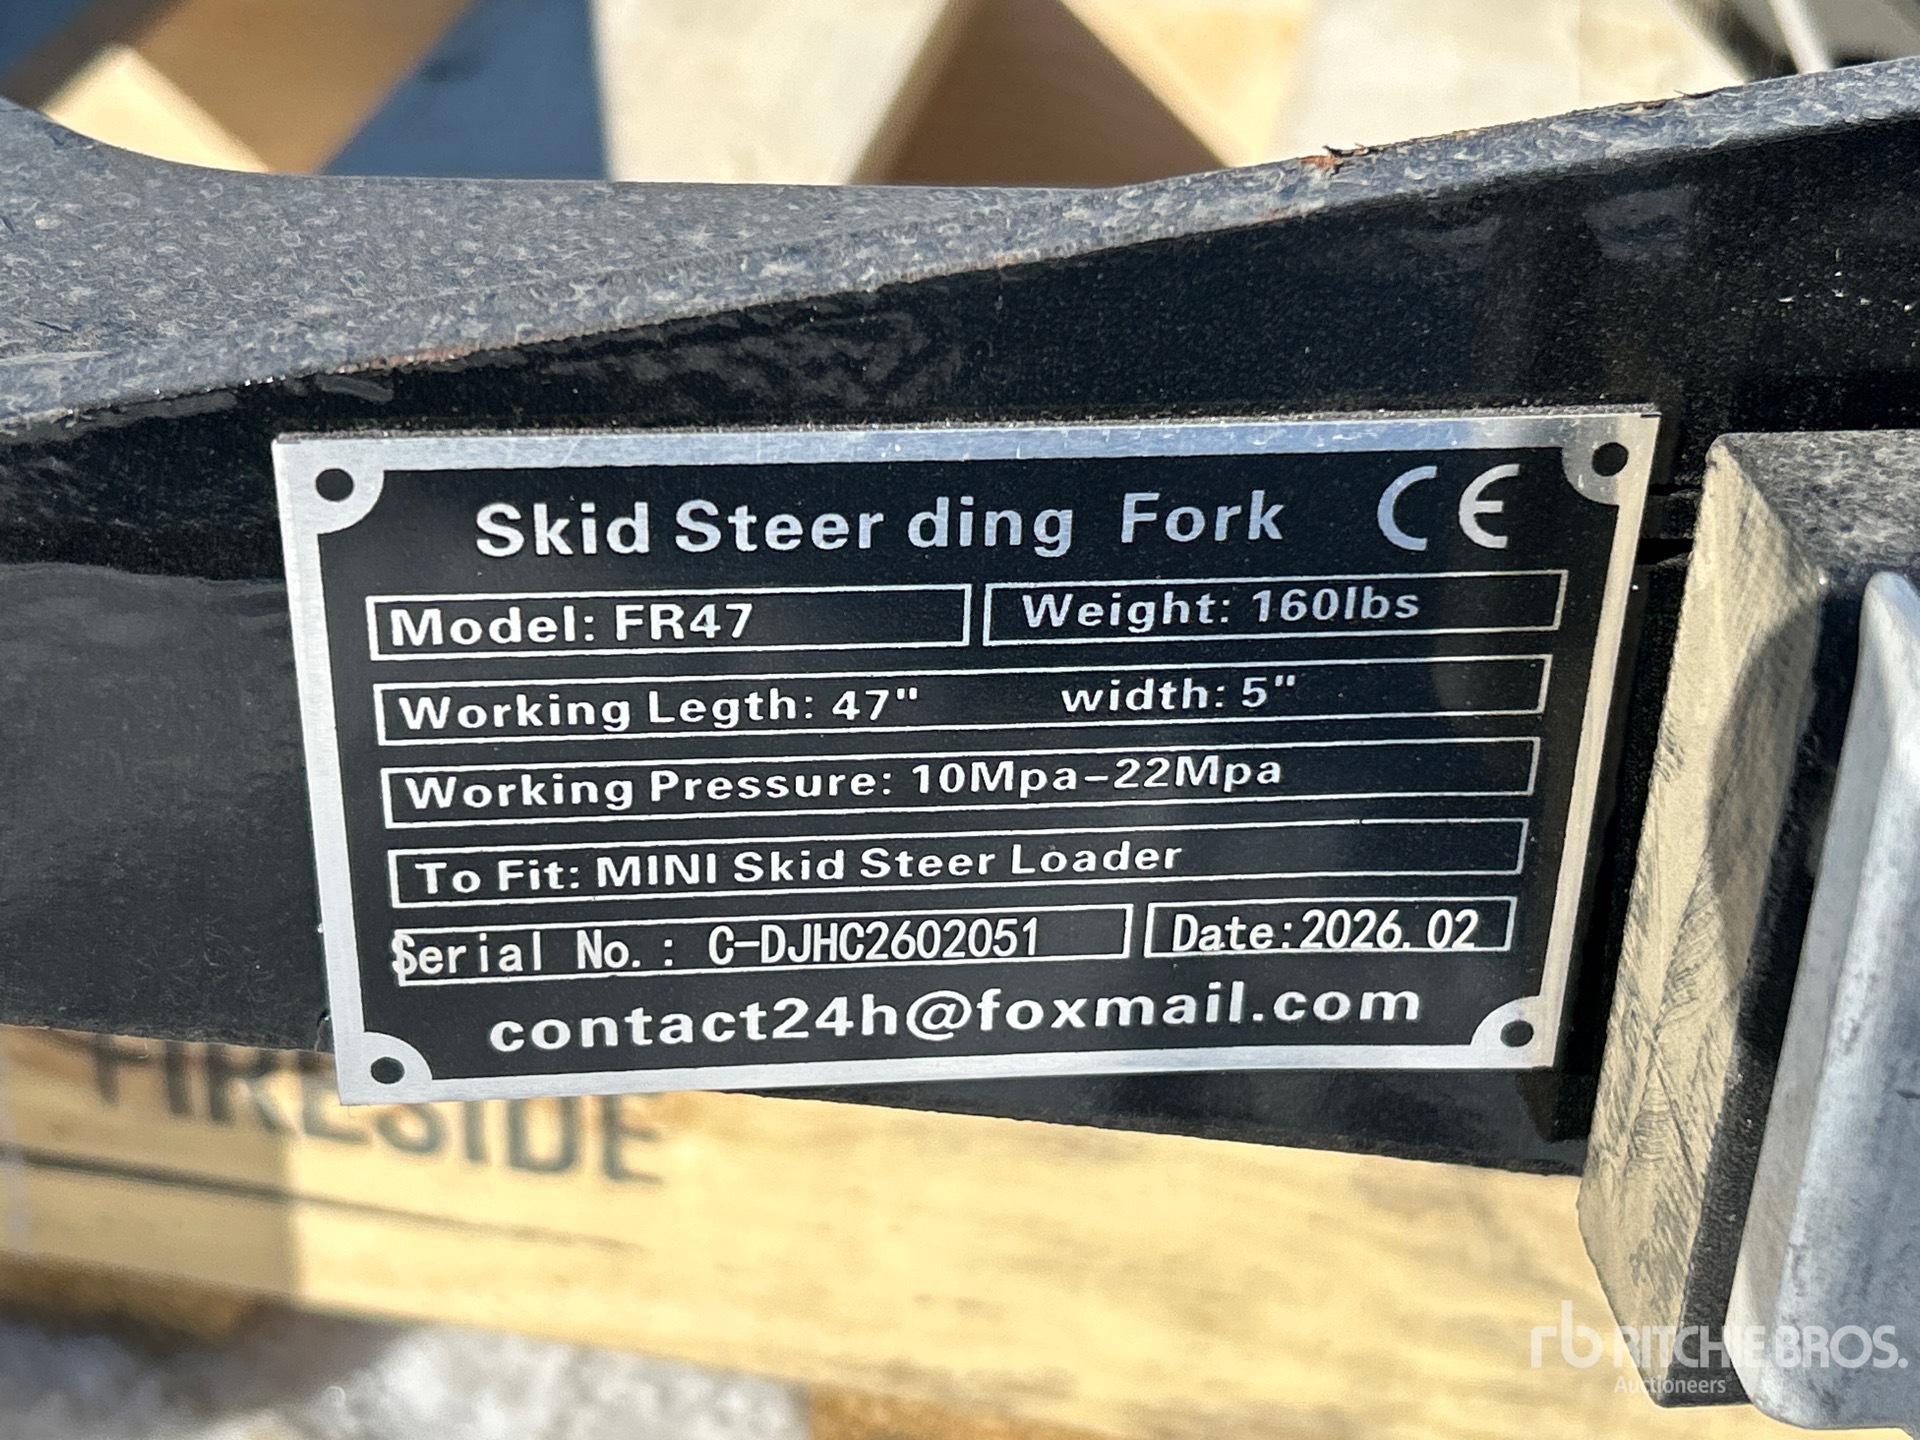 Skid Steer ding Fork CE
Model: FR47 Weight: 160lbs
Working Legth: 47" width: 5"
Working Pressure: 10Mpa-22Mpa
To Fit: MINI Skid Steer Loader
Serial No.: C-DJHC2602051 Date:2026.02
contact24h@foxmail.com
FIRESIDE
rb RITCHIE BROS.
Auctioneers